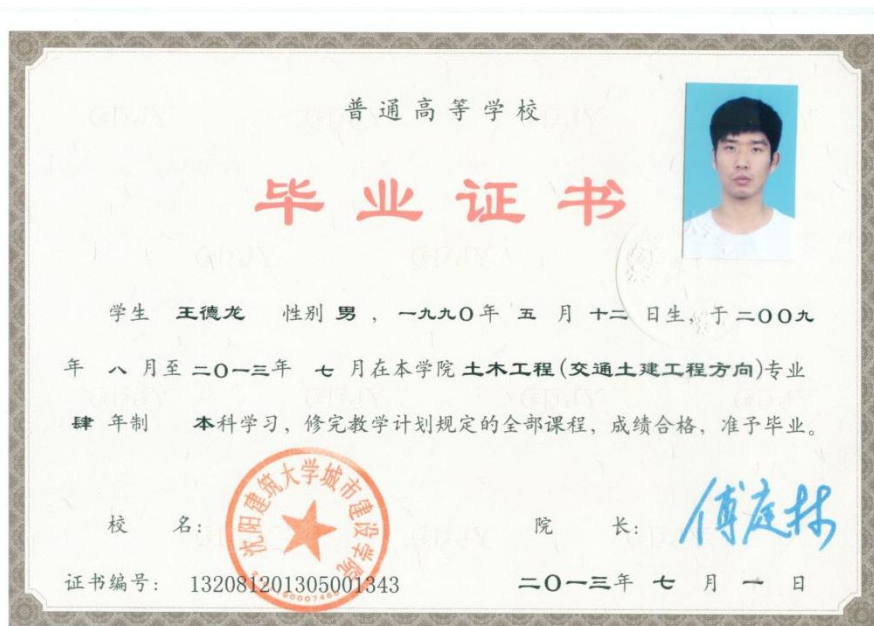 普通高等学校
毕业证书
学生 王德龙 性别 男 ，一九九〇年 五 月 十二 日生，于二〇〇九
年 八 月至 二〇一三年 七 月在本学院 土木工程(交通土建工程方向)专业
肆 年制 本科学习，修完教学计划规定的全部课程，成绩合格，准予毕业。
沈阳建筑大学城市建设学院
校 名： 院 长： 傅庭林
证书编号： 132081201305001343 二〇一三年 七 月 一 日